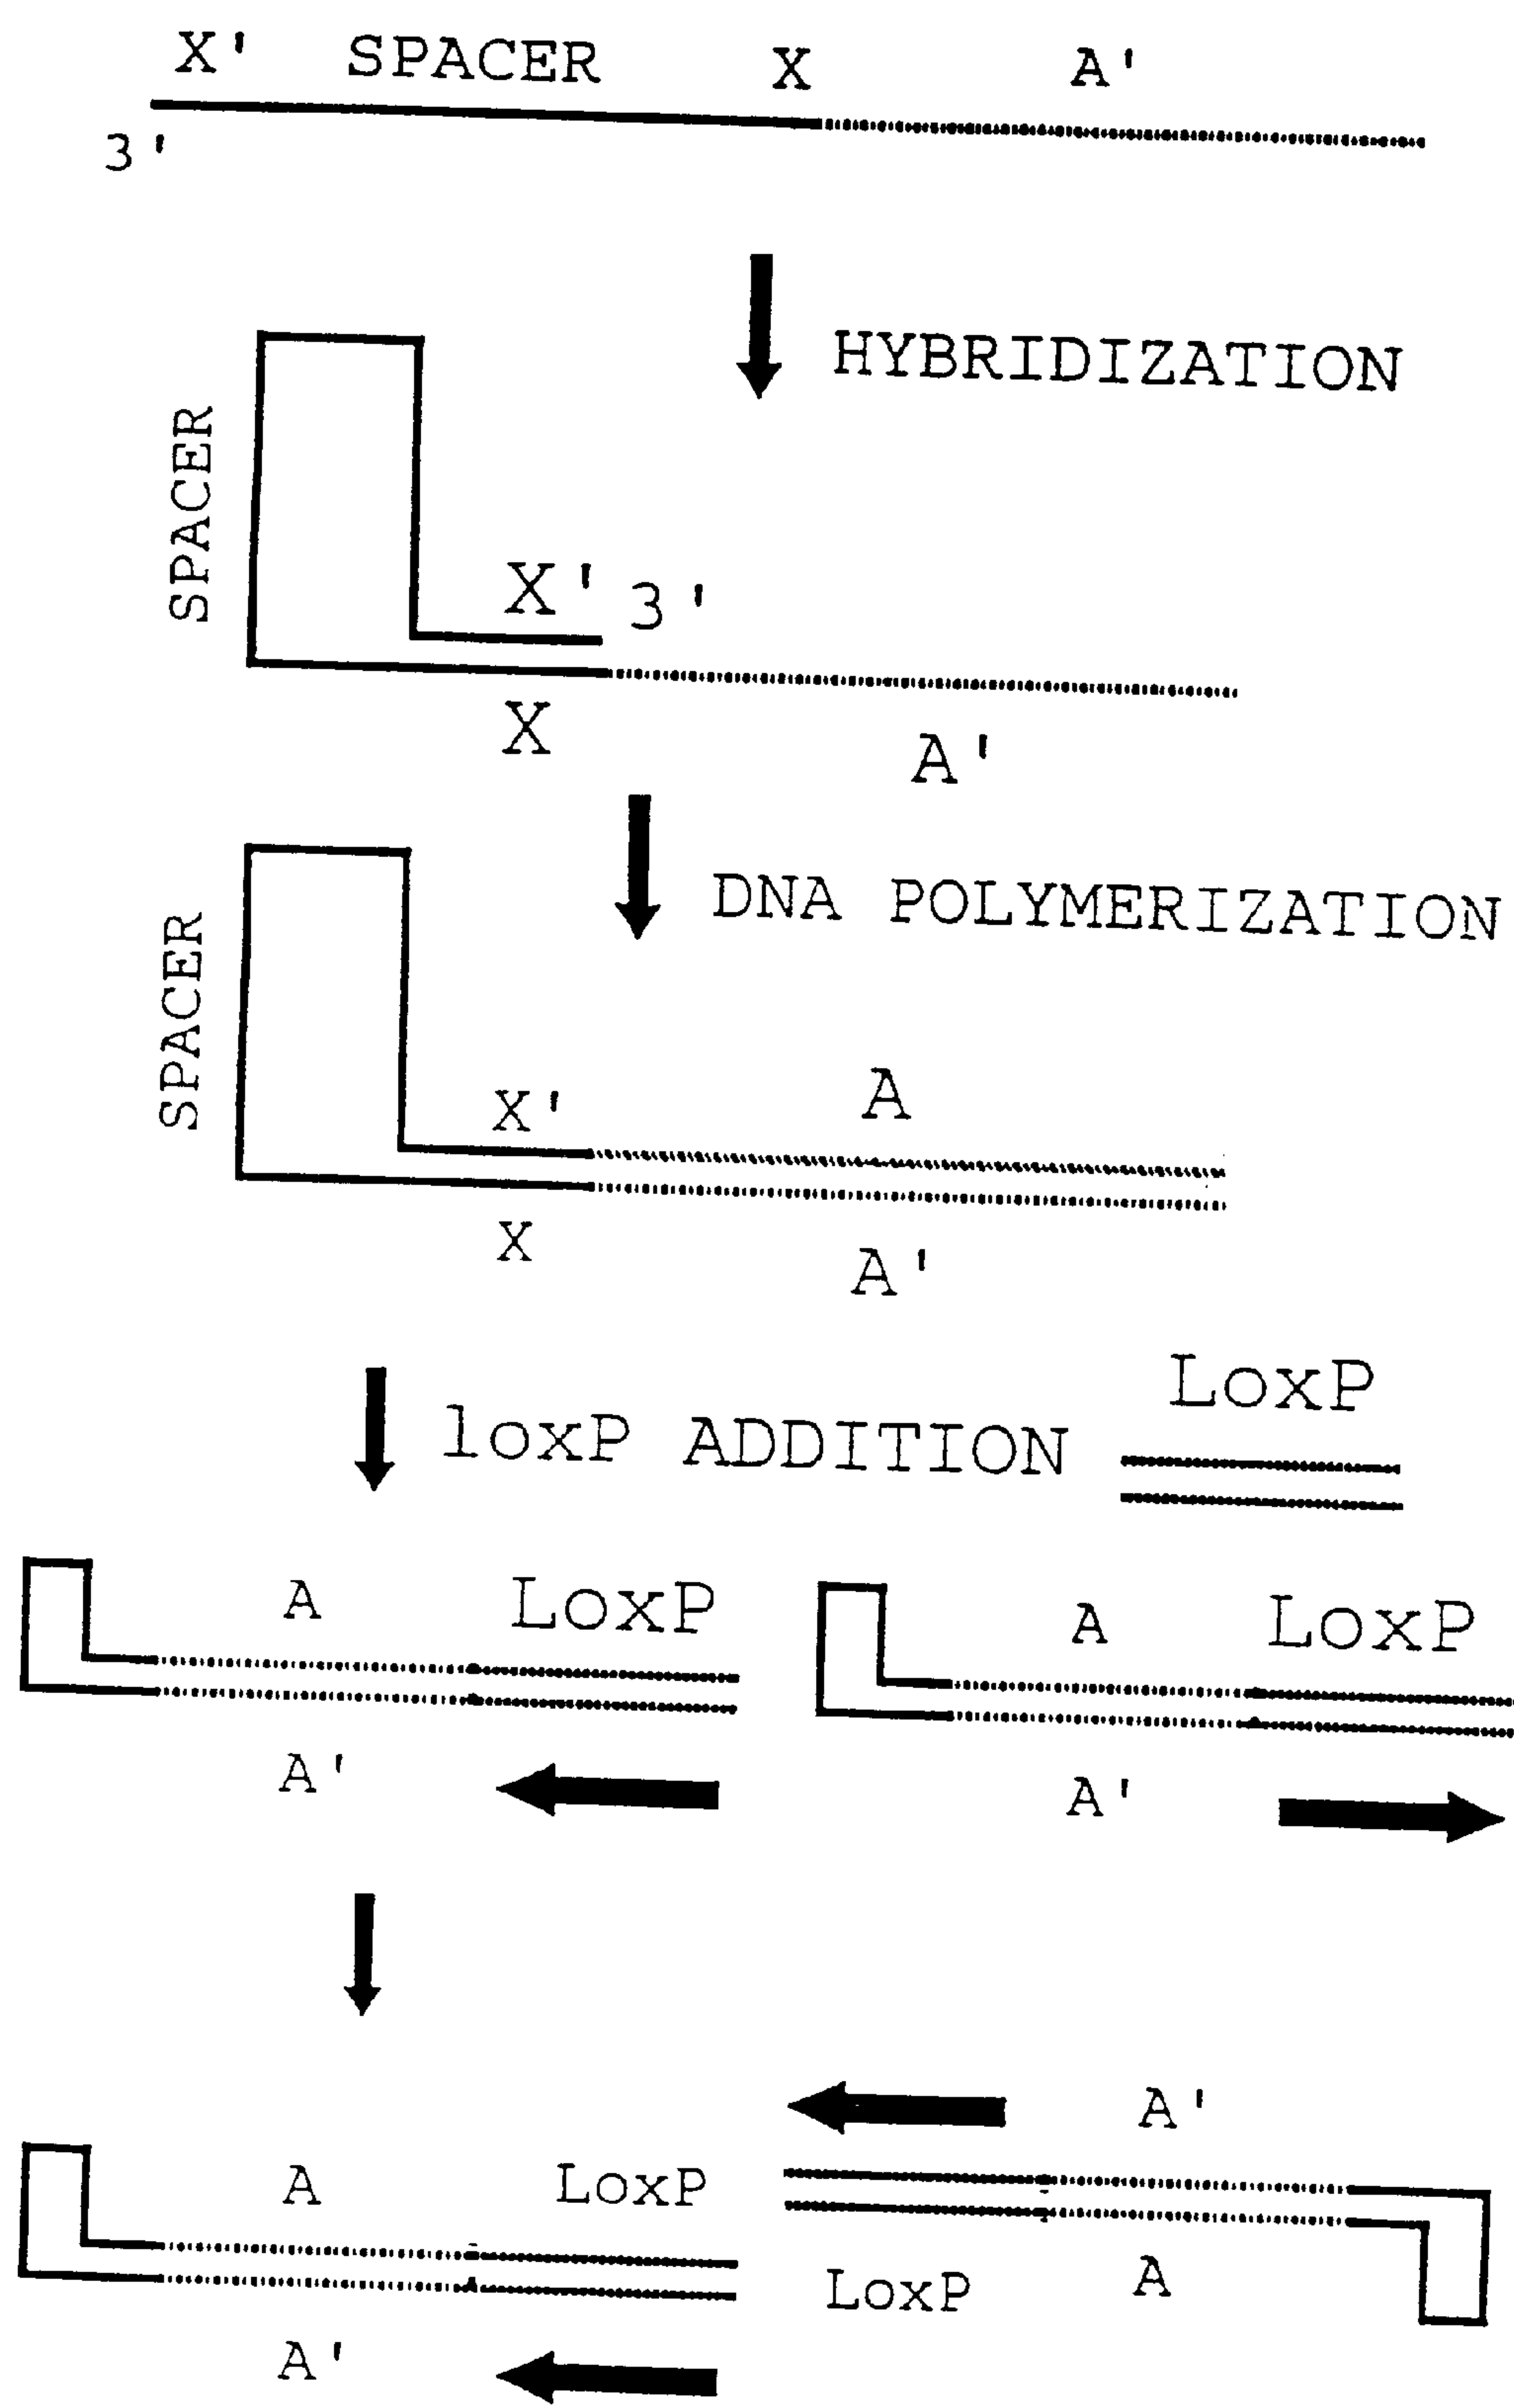 X' SPACER X A'
3'
HYBRIDIZATION
SPACER
X' 3'
X
A'
DNA POLYMERIZATION
SPACER
X' A
X
A'
LoxP
loxP ADDITION
A LoxP A LoxP
A' A'
A'
A LoxP
LoxP A
A'